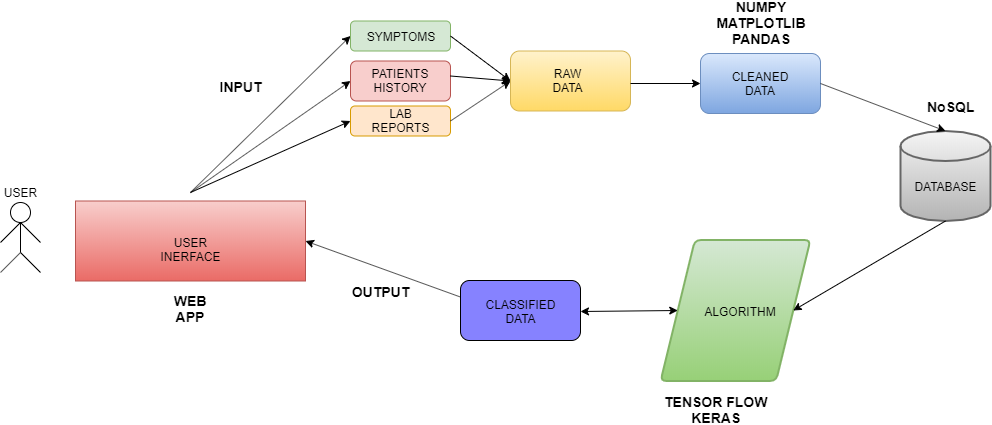 NUMPY
MATPLOTLIB
PANDAS
SYMPTOMS
PATIENTS
HISTORY
LAB
REPORTS
INPUT
RAW
DATA
CLEANED
DATA
NoSQL
DATABASE
USER
USER
INERFACE
WEB
APP
OUTPUT
CLASSIFIED
DATA
ALGORITHM
TENSOR FLOW
KERAS